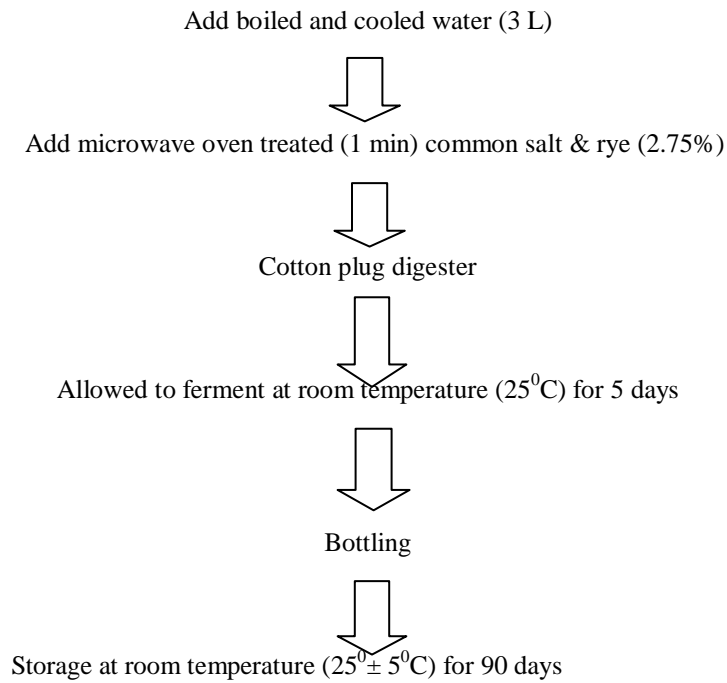 Add boiled and cooled water (3 L)
Add microwave oven treated (1 min) common salt & rye (2.75%)
Cotton plug digester
Allowed to ferment at room temperature (25⁰C) for 5 days
Bottling
Storage at room temperature (25⁰± 5⁰C) for 90 days